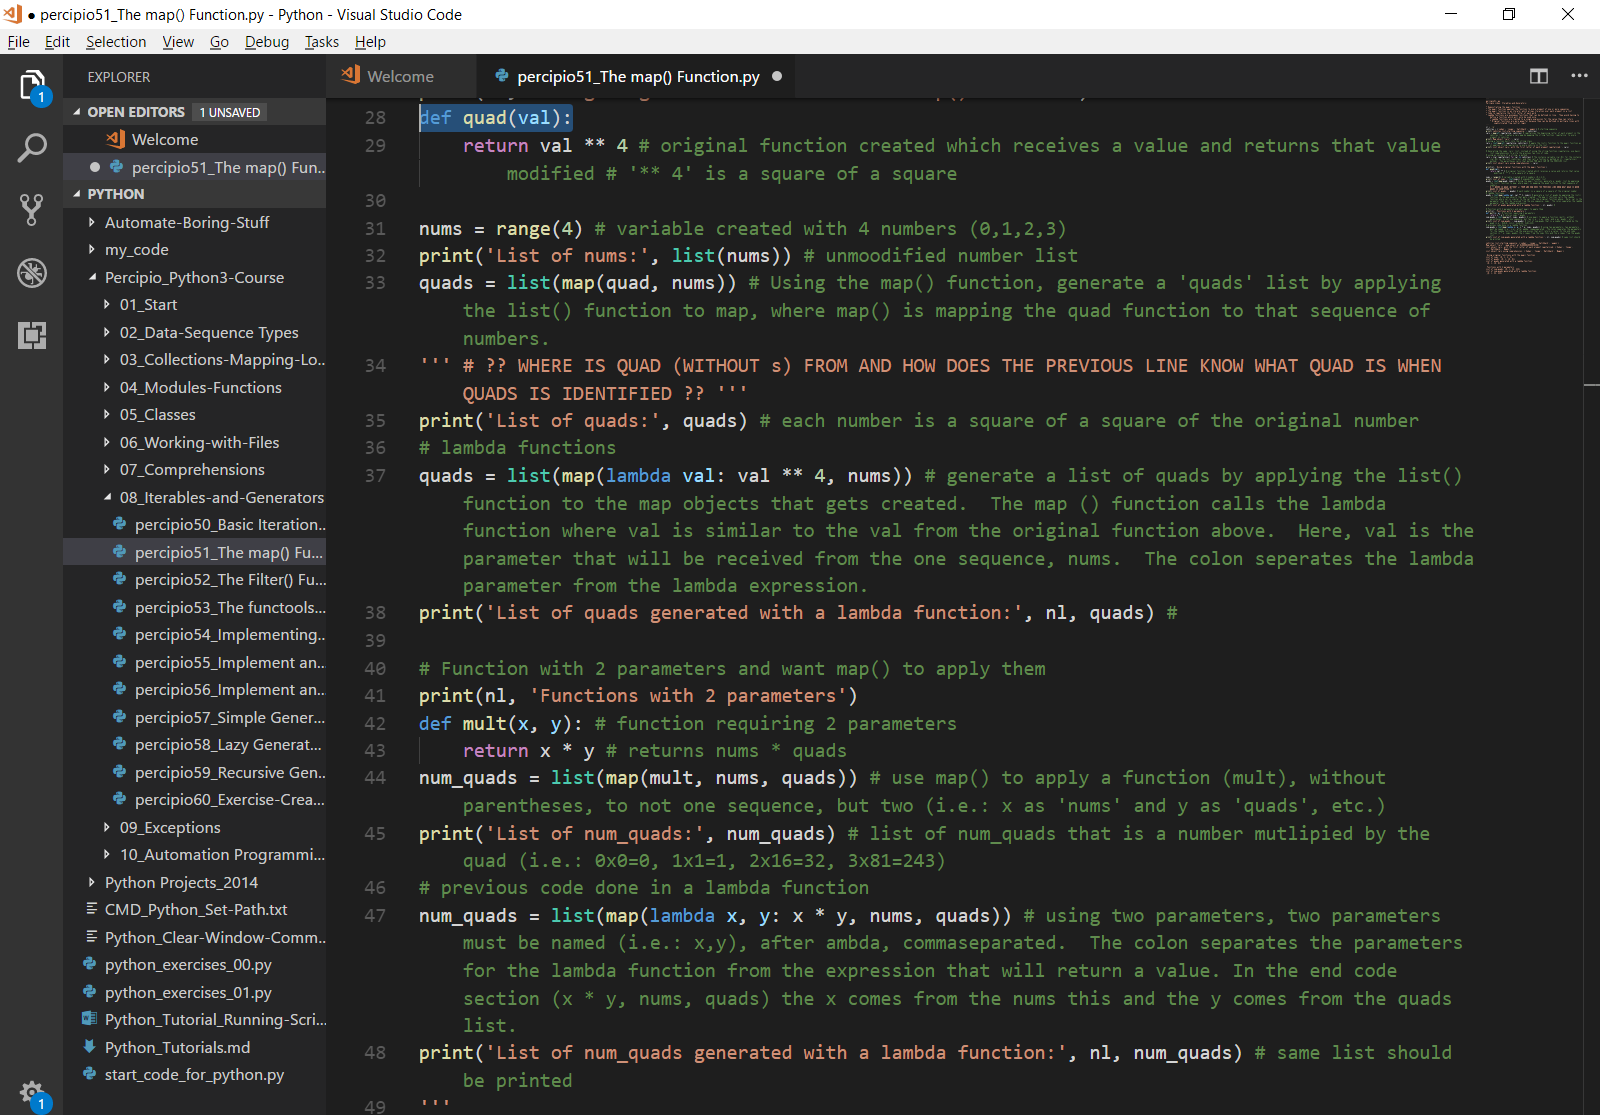 percipio51_The map() Function.py - Python - Visual Studio Code
File Edit Selection View Go Debug Tasks Help
EXPLORER
OPEN EDITORS 1 UNSAVED
Welcome
percipio51_The map() Fun...
PYTHON
Automate-Boring-Stuff
my_code
Percipio_Python3-Course
01_Start
02_Data-Sequence Types
03_Collections-Mapping-Lo...
04_Modules-Functions
05_Classes
06_Working-with-Files
07_Comprehensions
08_Iterables-and-Generators
percipio50_Basic Iteration...
percipio51_The map() Fu...
percipio52_The Filter() Fu...
percipio53_The functools...
percipio54_Implementing...
percipio55_Implement an...
percipio56_Implement an...
percipio57_Simple Gener...
percipio58_Lazy Generat...
percipio59_Recursive Gen...
percipio60_Exercise-Crea...
09_Exceptions
10_Automation Programmi...
Python Projects_2014
CMD_Python_Set-Path.txt
Python_Clear-Window-Comm...
python_exercises_00.py
python_exercises_01.py
Python_Tutorial_Running-Scri...
Python_Tutorials.md
start_code_for_python.py
1
1
Welcome percipio51_The map() Function.py
28 def quad(val):
29 return val ** 4 # original function created which receives a value and returns that value
modified # '** 4' is a square of a square
30
31 nums = range(4) # variable created with 4 numbers (0,1,2,3)
32 print('List of nums:', list(nums)) # unmoodified number list
33 quads = list(map(quad, nums)) # Using the map() function, generate a 'quads' list by applying
the list() function to map, where map() is mapping the quad function to that sequence of
numbers.
34 ''' # ?? WHERE IS QUAD (WITHOUT s) FROM AND HOW DOES THE PREVIOUS LINE KNOW WHAT QUAD IS WHEN
QUADS IS IDENTIFIED ?? '''
35 print('List of quads:', quads) # each number is a square of a square of the original number
36 # lambda functions
37 quads = list(map(lambda val: val ** 4, nums)) # generate a list of quads by applying the list()
function to the map objects that gets created.  The map () function calls the lambda
function where val is similar to the val from the original function above.  Here, val is the
parameter that will be received from the one sequence, nums.  The colon seperates the lambda
parameter from the lambda expression.
38 print('List of quads generated with a lambda function:', nl, quads) #
39
40 # Function with 2 parameters and want map() to apply them
41 print(nl, 'Functions with 2 parameters')
42 def mult(x, y): # function requiring 2 parameters
43 return x * y # returns nums * quads
44 num_quads = list(map(mult, nums, quads)) # use map() to apply a function (mult), without
parentheses, to not one sequence, but two (i.e.: x as 'nums' and y as 'quads', etc.)
45 print('List of num_quads:', num_quads) # list of num_quads that is a number mutlipied by the
quad (i.e.: 0x0=0, 1x1=1, 2x16=32, 3x81=243)
46 # previous code done in a lambda function
47 num_quads = list(map(lambda x, y: x * y, nums, quads)) # using two parameters, two parameters
must be named (i.e.: x,y), after ambda, commaseparated.  The colon separates the parameters
for the lambda function from the expression that will return a value. In the end code
section (x * y, nums, quads) the x comes from the nums this and the y comes from the quads
list.
48 print('List of num_quads generated with a lambda function:', nl, num_quads) # same list should
be printed
49 '''